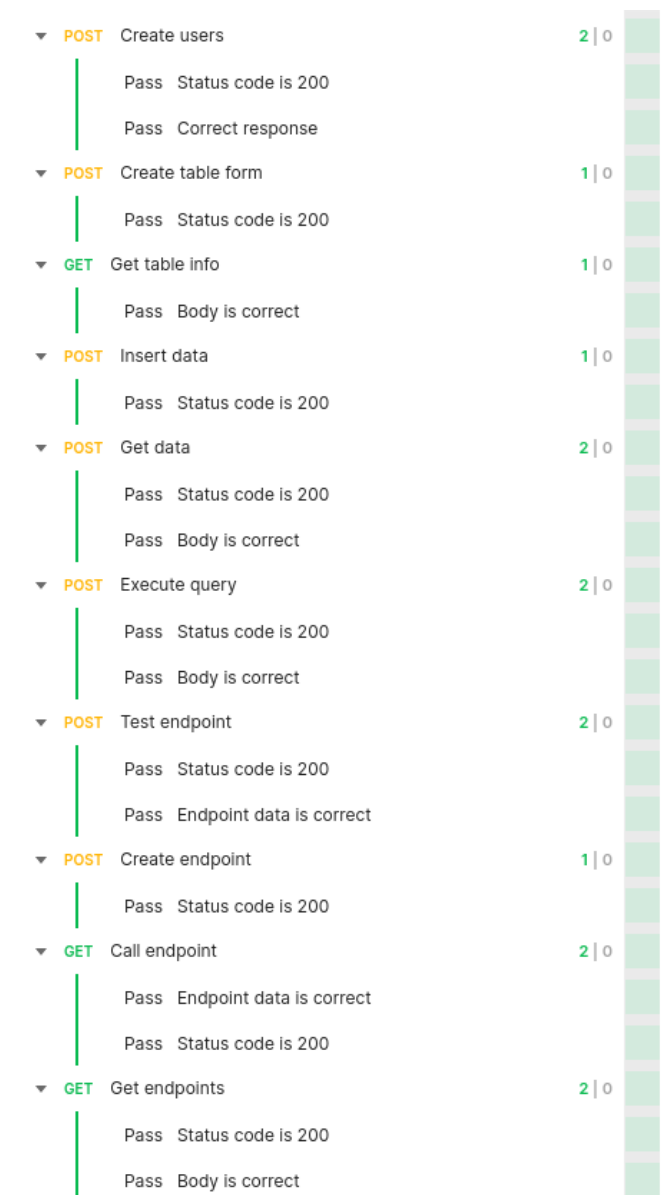 POST Create users 2 | 0
Pass Status code is 200
Pass Correct response
POST Create table form 1 | 0
Pass Status code is 200
GET Get table info 1 | 0
Pass Body is correct
POST Insert data 1 | 0
Pass Status code is 200
POST Get data 2 | 0
Pass Status code is 200
Pass Body is correct
POST Execute query 2 | 0
Pass Status code is 200
Pass Body is correct
POST Test endpoint 2 | 0
Pass Status code is 200
Pass Endpoint data is correct
POST Create endpoint 1 | 0
Pass Status code is 200
GET Call endpoint 2 | 0
Pass Endpoint data is correct
Pass Status code is 200
GET Get endpoints 2 | 0
Pass Status code is 200
Pass Body is correct